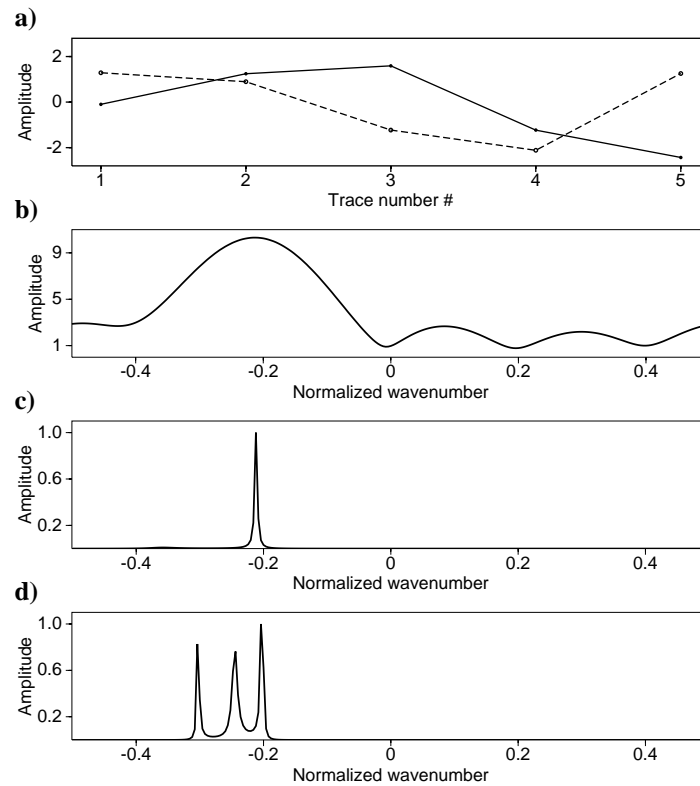 a)
2
0
-2
Amplitude
1 2 3 4 5
Trace number #
b)
9
5
1
Amplitude
-0.4 -0.2 0 0.2 0.4
Normalized wavenumber
c)
1.0
0.6
0.2
Amplitude
-0.4 -0.2 0 0.2 0.4
Normalized wavenumber
d)
1.0
0.6
0.2
Amplitude
-0.4 -0.2 0 0.2 0.4
Normalized wavenumber